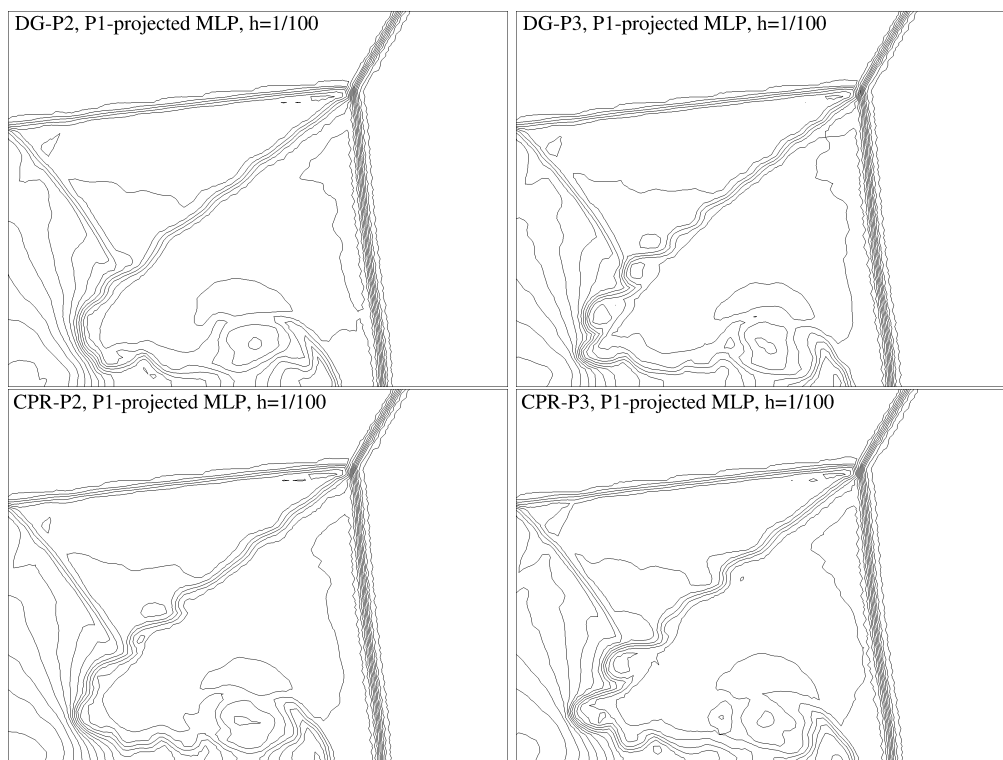 DG-P2, P1-projected MLP, h=1/100
DG-P3, P1-projected MLP, h=1/100
CPR-P2, P1-projected MLP, h=1/100
CPR-P3, P1-projected MLP, h=1/100